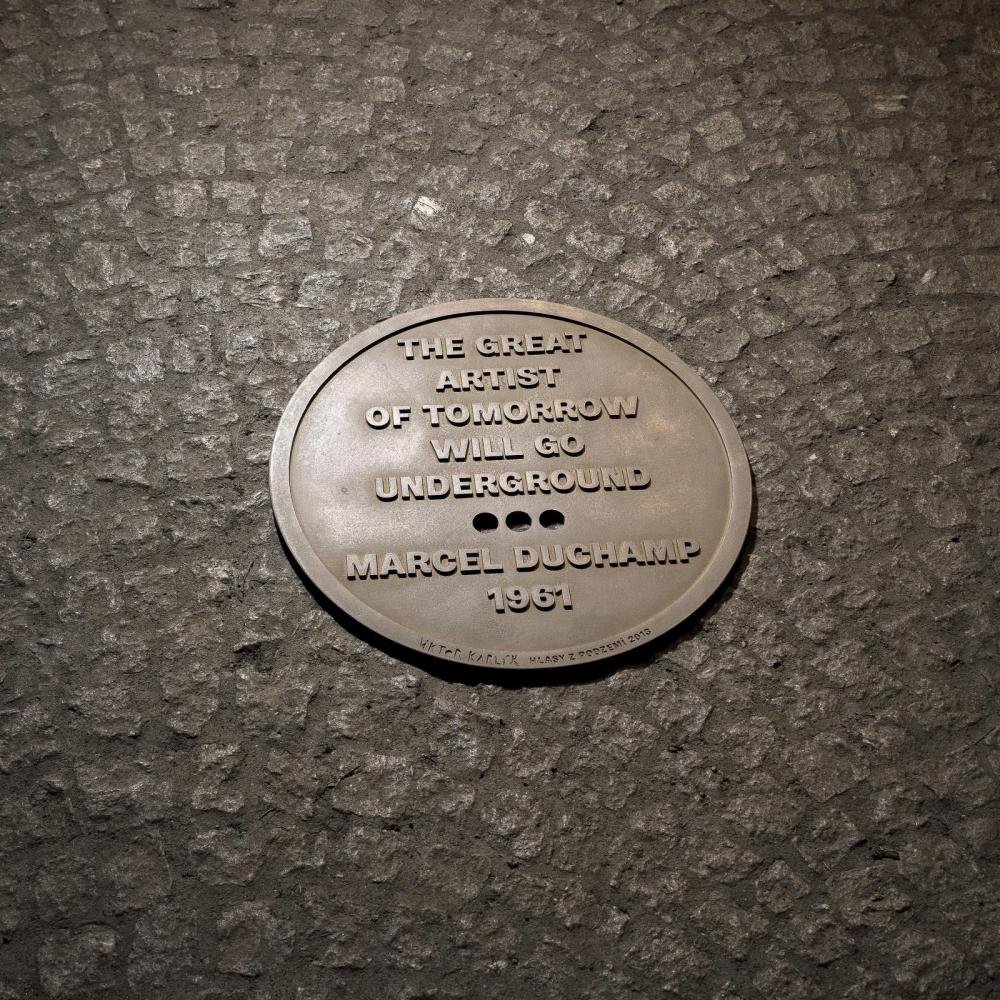 THE GREAT
ARTIST
OF TOMORROW
WILL GO
UNDERGROUND
MARCEL DUCHAMP
1961
VIKTOR KARLÍK HLASY Z PODZEMÍ 2013